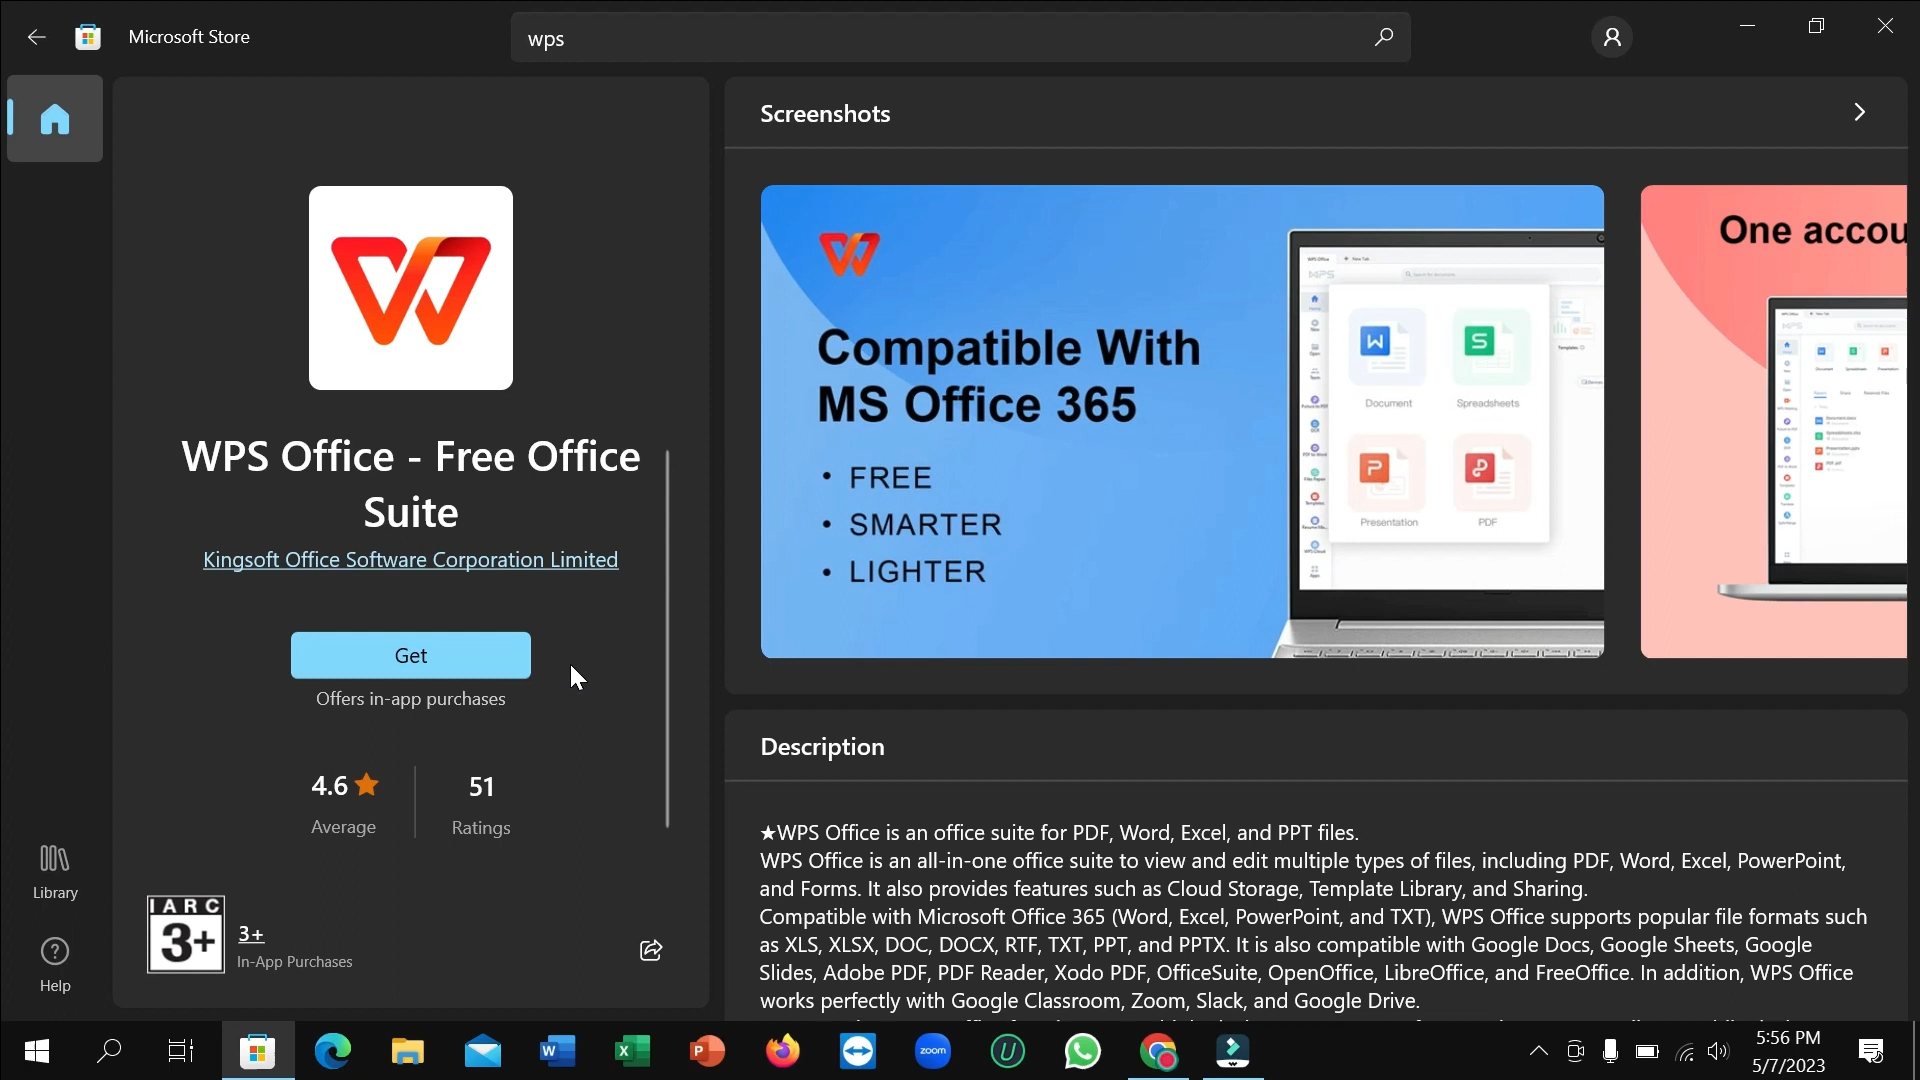 Microsoft Store
wps
WPS Office - Free Office
Suite
Kingsoft Office Software Corporation Limited
Get
Offers in-app purchases
4.6
Average
51
Ratings
IARC
3+
3+
In-App Purchases
Library
Help
Screenshots
Compatible With
MS Office 365
• FREE
• SMARTER
• LIGHTER
WPS Office
New Tab
WPS
Document
Spreadsheets
Presentation
PDF
One accou
Description
★WPS Office is an office suite for PDF, Word, Excel, and PPT files.
WPS Office is an all-in-one office suite to view and edit multiple types of files, including PDF, Word, Excel, PowerPoint,
and Forms. It also provides features such as Cloud Storage, Template Library, and Sharing.
Compatible with Microsoft Office 365 (Word, Excel, PowerPoint, and TXT), WPS Office supports popular file formats such
as XLS, XLSX, DOC, DOCX, RTF, TXT, PPT, and PPTX. It is also compatible with Google Docs, Google Sheets, Google
Slides, Adobe PDF, PDF Reader, Xodo PDF, OfficeSuite, OpenOffice, LibreOffice, and FreeOffice. In addition, WPS Office
works perfectly with Google Classroom, Zoom, Slack, and Google Drive.
zoom
5:56 PM
5/7/2023